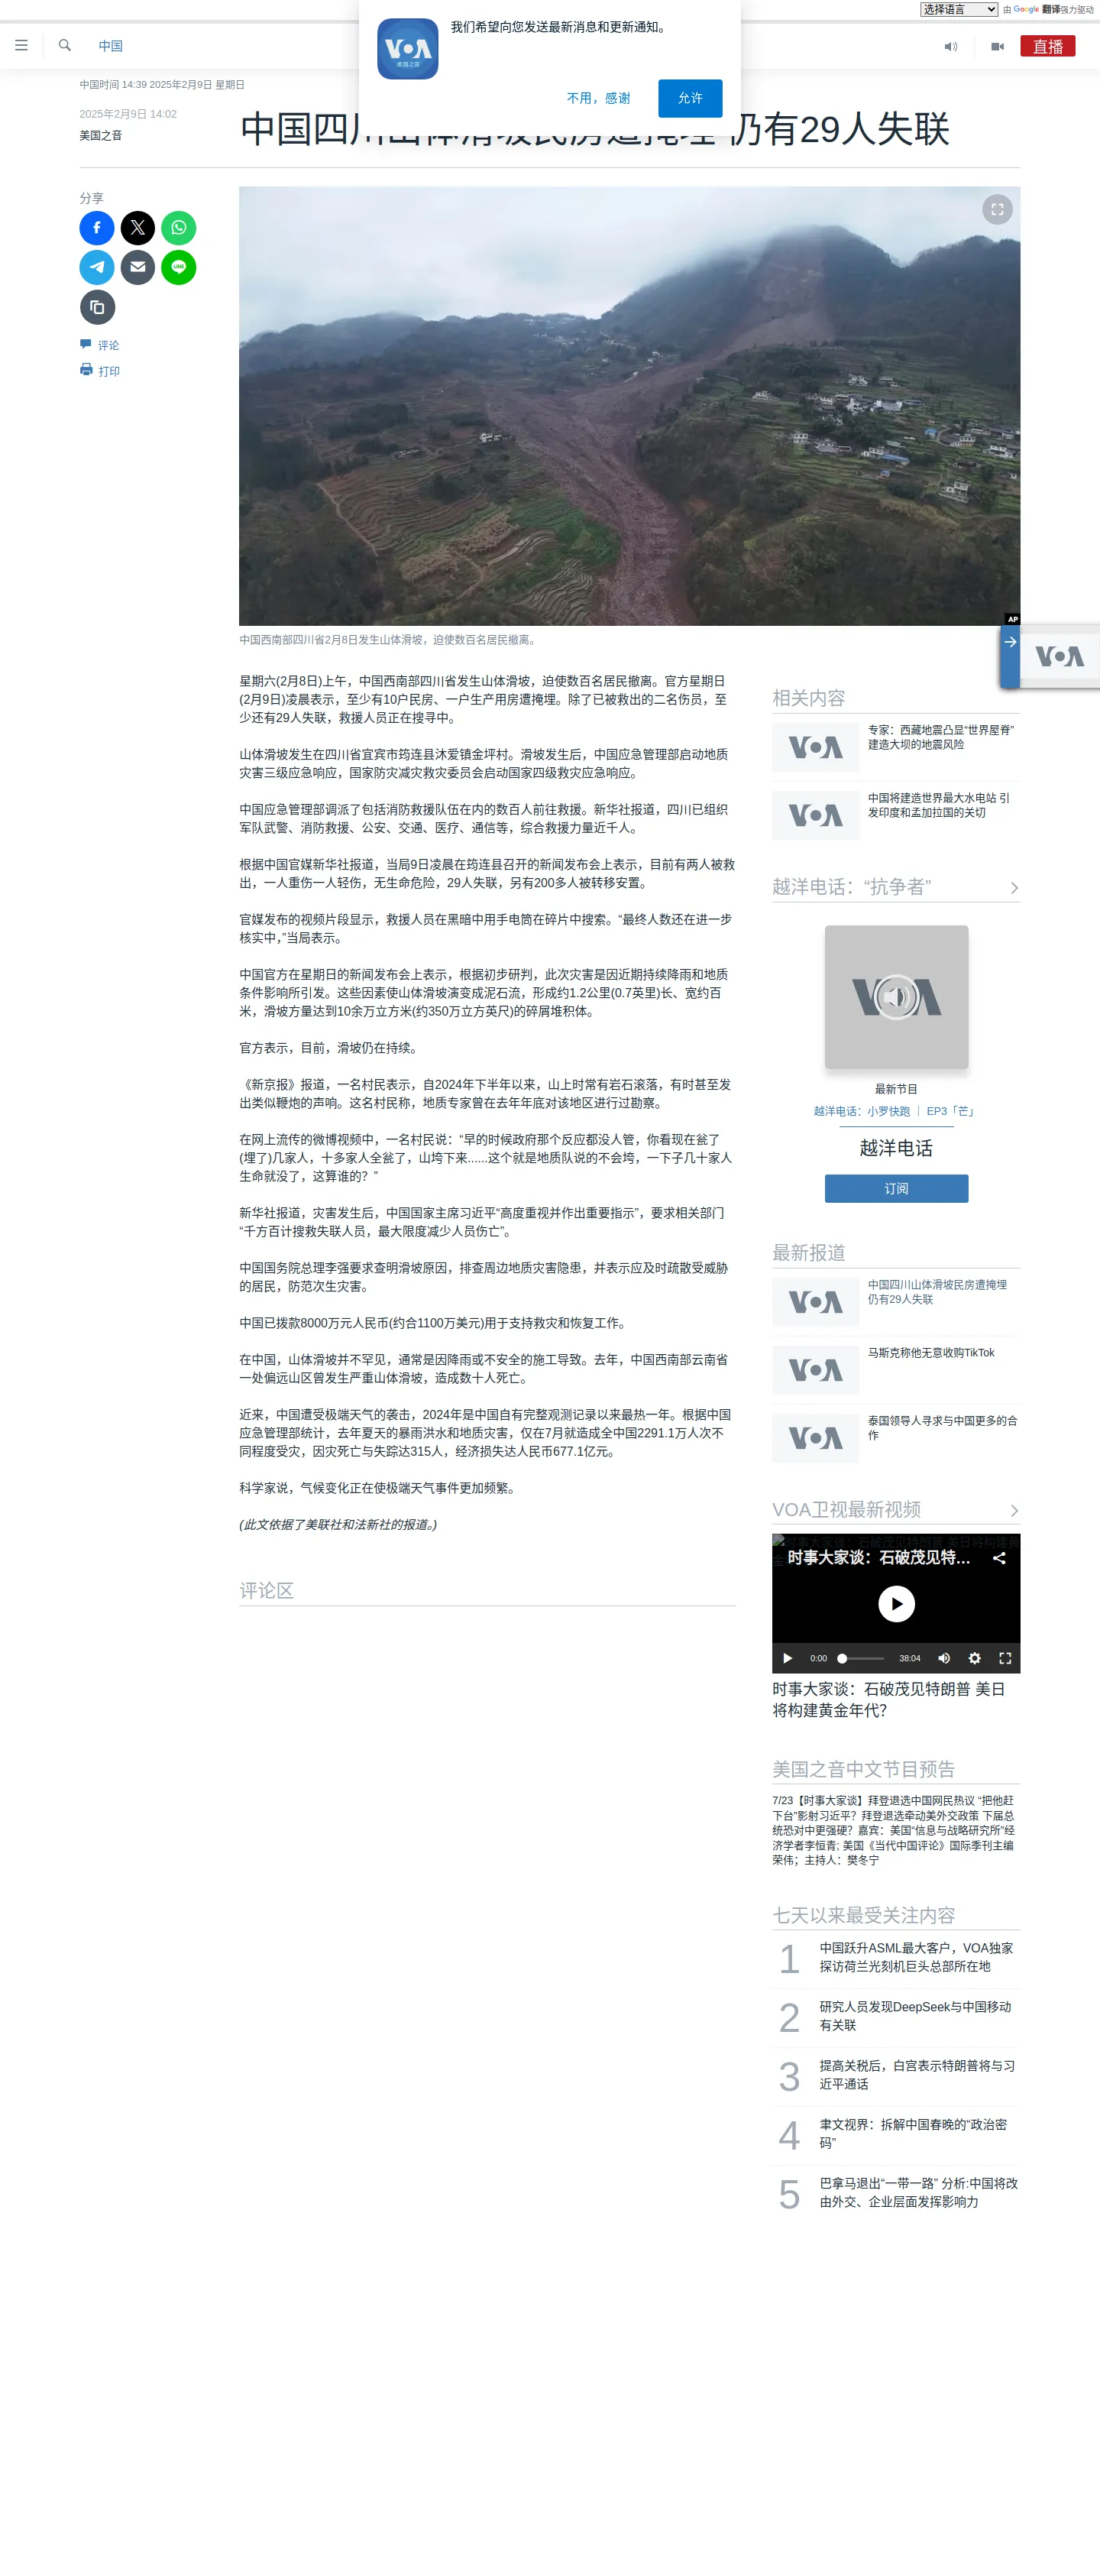 选择语言
由 Google 翻译强力驱动
我们希望向您发送最新消息和更新通知。
VOA
美国之音
不用，感谢
允许
中国
直播
中国时间 14:39 2025年2月9日 星期日
2025年2月9日 14:02
美国之音
中国四川山体滑坡民房遭掩埋 仍有29人失联
分享
LINE
评论
打印
AP
中国西南部四川省2月8日发生山体滑坡，迫使数百名居民撤离。
VOA
星期六(2月8日)上午，中国西南部四川省发生山体滑坡，迫使数百名居民撤离。官方星期日
(2月9日)凌晨表示，至少有10户民房、一户生产用房遭掩埋。除了已被救出的二名伤员，至
少还有29人失联，救援人员正在搜寻中。
山体滑坡发生在四川省宜宾市筠连县沐爱镇金坪村。滑坡发生后，中国应急管理部启动地质
灾害三级应急响应，国家防灾减灾救灾委员会启动国家四级救灾应急响应。
中国应急管理部调派了包括消防救援队伍在内的数百人前往救援。新华社报道，四川已组织
军队武警、消防救援、公安、交通、医疗、通信等，综合救援力量近千人。
根据中国官媒新华社报道，当局9日凌晨在筠连县召开的新闻发布会上表示，目前有两人被救
出，一人重伤一人轻伤，无生命危险，29人失联，另有200多人被转移安置。
官媒发布的视频片段显示，救援人员在黑暗中用手电筒在碎片中搜索。“最终人数还在进一步
核实中，”当局表示。
中国官方在星期日的新闻发布会上表示，根据初步研判，此次灾害是因近期持续降雨和地质
条件影响所引发。这些因素使山体滑坡演变成泥石流，形成约1.2公里(0.7英里)长、宽约百
米，滑坡方量达到10余万立方米(约350万立方英尺)的碎屑堆积体。
官方表示，目前，滑坡仍在持续。
《新京报》报道，一名村民表示，自2024年下半年以来，山上时常有岩石滚落，有时甚至发
出类似鞭炮的声响。这名村民称，地质专家曾在去年年底对该地区进行过勘察。
在网上流传的微博视频中，一名村民说：“早的时候政府那个反应都没人管，你看现在瓮了
(埋了)几家人，十多家人全瓮了，山垮下来......这个就是地质队说的不会垮，一下子几十家人
生命就没了，这算谁的？”
新华社报道，灾害发生后，中国国家主席习近平“高度重视并作出重要指示”，要求相关部门
“千方百计搜救失联人员，最大限度减少人员伤亡”。
中国国务院总理李强要求查明滑坡原因，排查周边地质灾害隐患，并表示应及时疏散受威胁
的居民，防范次生灾害。
中国已拨款8000万元人民币(约合1100万美元)用于支持救灾和恢复工作。
在中国，山体滑坡并不罕见，通常是因降雨或不安全的施工导致。去年，中国西南部云南省
一处偏远山区曾发生严重山体滑坡，造成数十人死亡。
近来，中国遭受极端天气的袭击，2024年是中国自有完整观测记录以来最热一年。根据中国
应急管理部统计，去年夏天的暴雨洪水和地质灾害，仅在7月就造成全中国2291.1万人次不
同程度受灾，因灾死亡与失踪达315人，经济损失达人民币677.1亿元。
科学家说，气候变化正在使极端天气事件更加频繁。
(此文依据了美联社和法新社的报道。)
评论区
相关内容
VOA
专家：西藏地震凸显“世界屋脊”
建造大坝的地震风险
VOA
中国将建造世界最大水电站 引
发印度和孟加拉国的关切
越洋电话：“抗争者”
VOA
最新节目
越洋电话：小罗快跑 ｜ EP3「芒」
越洋电话
订阅
最新报道
VOA
中国四川山体滑坡民房遭掩埋
仍有29人失联
VOA
马斯克称他无意收购TikTok
VOA
泰国领导人寻求与中国更多的合
作
VOA卫视最新视频
时事大家谈：石破茂见特朗普 美日将构建黄
时事大家谈：石破茂见特...
0:00
38:04
时事大家谈：石破茂见特朗普 美日
将构建黄金年代？
美国之音中文节目预告
7/23【时事大家谈】拜登退选中国网民热议 “把他赶
下台”影射习近平？拜登退选牵动美外交政策 下届总
统恐对中更强硬？嘉宾：美国“信息与战略研究所”经
济学者李恒青; 美国《当代中国评论》国际季刊主编
荣伟；主持人：樊冬宁
七天以来最受关注内容
1
中国跃升ASML最大客户，VOA独家
探访荷兰光刻机巨头总部所在地
2
研究人员发现DeepSeek与中国移动
有关联
3
提高关税后，白宫表示特朗普将与习
近平通话
4
聿文视界：拆解中国春晚的“政治密
码”
5
巴拿马退出“一带一路” 分析:中国将改
由外交、企业层面发挥影响力